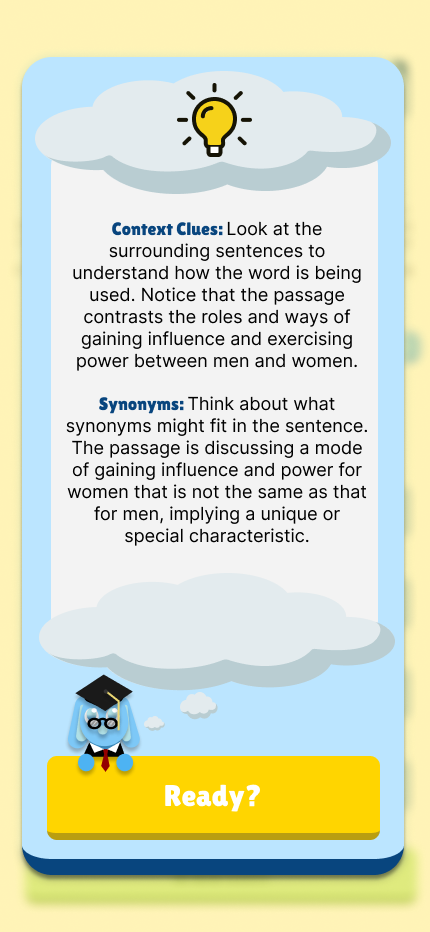 Context Clues: Look at the
surrounding sentences to
understand how the word is being
used. Notice that the passage
contrasts the roles and ways of
gaining influence and exercising
power between men and women.
Synonyms: Think about what
synonyms might fit in the sentence.
The passage is discussing a mode
of gaining influence and power for
women that is not the same as that
for men, implying a unique or
special characteristic.
Ready?